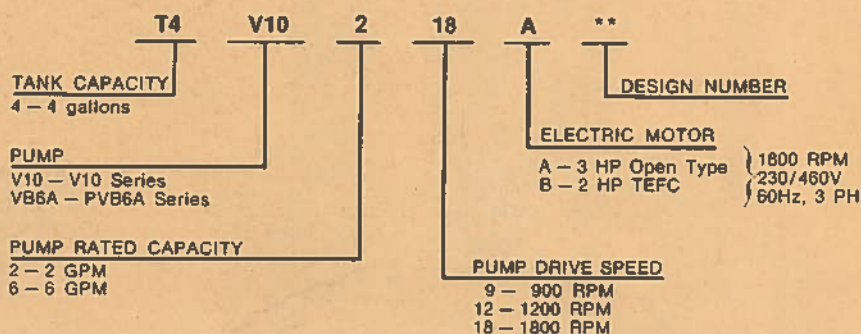 T4 V10 2 18 A **
TANK CAPACITY
4 — 4 gallons
DESIGN NUMBER
ELECTRIC MOTOR
A — 3 HP Open Type
B — 2 HP TEFC
1800 RPM
230/460V
60Hz, 3 PH
PUMP
V10 — V10 Series
VB6A — PVB6A Series
PUMP RATED CAPACITY
2 — 2 GPM
6 — 6 GPM
PUMP DRIVE SPEED
9 — 900 RPM
12 — 1200 RPM
18 — 1800 RPM